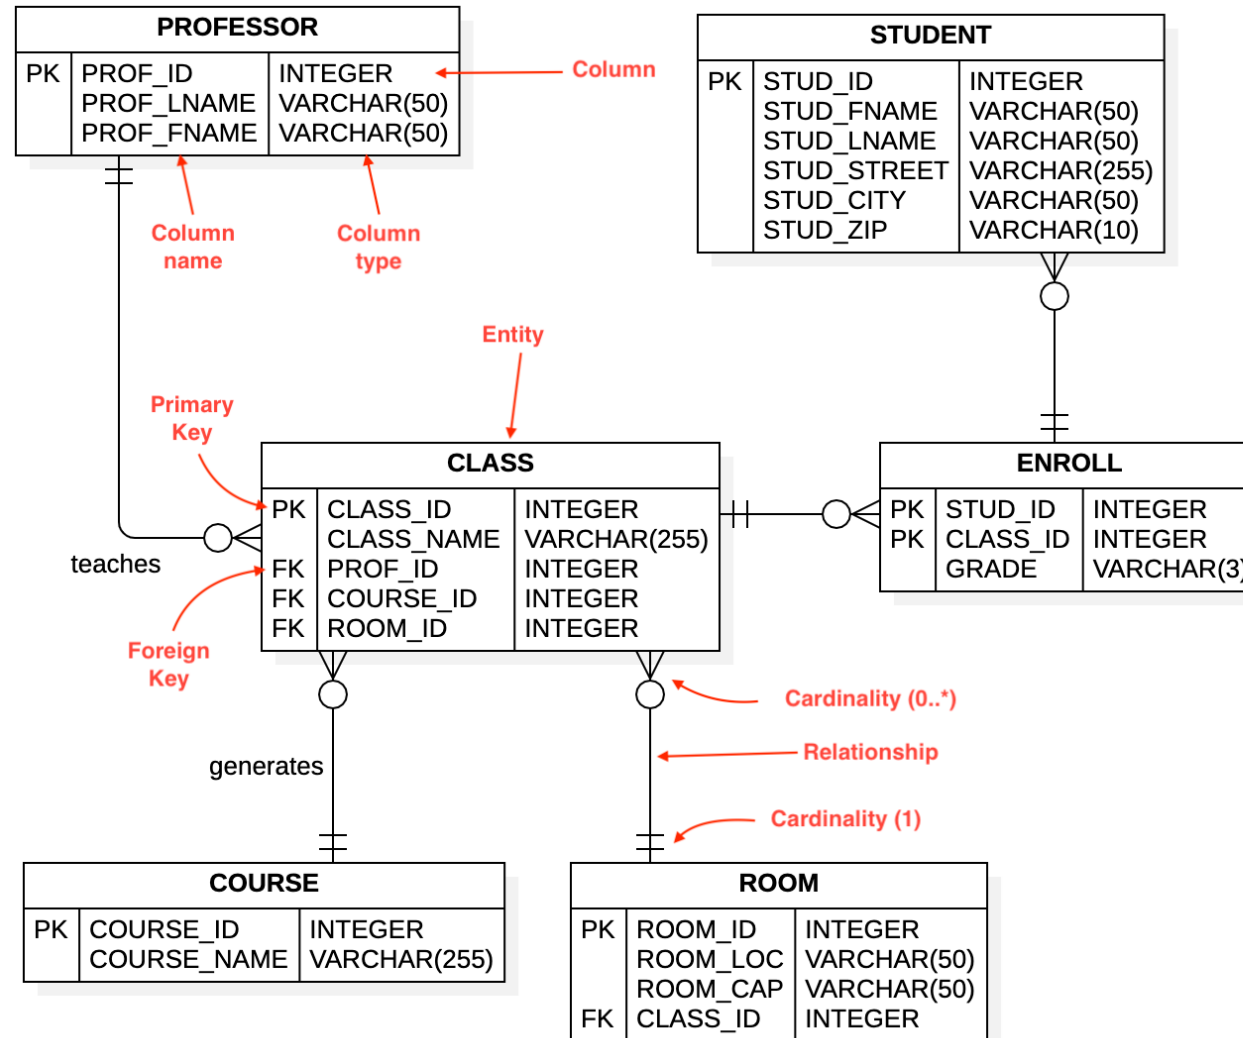 PROFESSOR
PK PROF_ID INTEGER
PROF_LNAME VARCHAR(50)
PROF_FNAME VARCHAR(50)
Column
Column
name
Column
type
STUDENT
PK STUD_ID INTEGER
STUD_FNAME VARCHAR(50)
STUD_LNAME VARCHAR(50)
STUD_STREET VARCHAR(255)
STUD_CITY VARCHAR(50)
STUD_ZIP VARCHAR(10)
Entity
Primary
Key
CLASS
PK CLASS_ID INTEGER
CLASS_NAME VARCHAR(255)
FK PROF_ID INTEGER
FK COURSE_ID INTEGER
FK ROOM_ID INTEGER
ENROLL
PK STUD_ID INTEGER
PK CLASS_ID INTEGER
GRADE VARCHAR(3)
teaches
Foreign
Key
Cardinality (0..*)
Relationship
generates
Cardinality (1)
COURSE
PK COURSE_ID INTEGER
COURSE_NAME VARCHAR(255)
ROOM
PK ROOM_ID INTEGER
ROOM_LOC VARCHAR(50)
ROOM_CAP VARCHAR(50)
FK CLASS_ID INTEGER